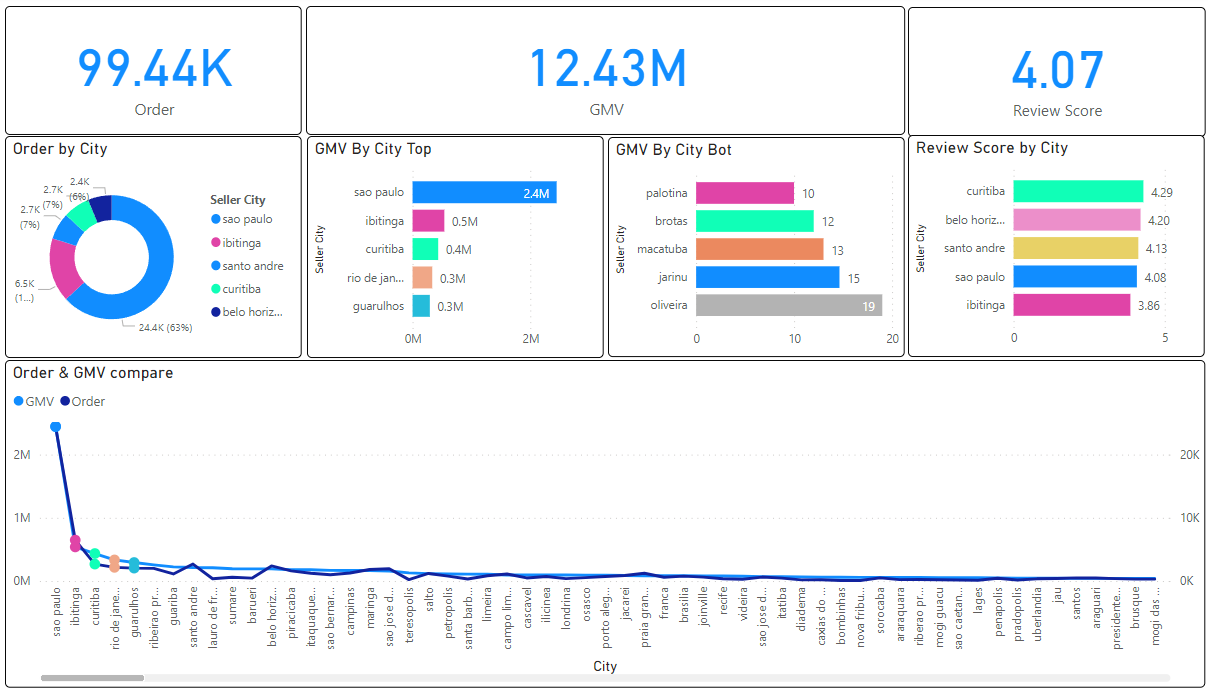 99.44K
Order
12.43M
GMV
4.07
Review Score
Order by City
2.4K
(6%)
2.7K
(7%)
2.7K
(7%)
6.5K
(1...)
24.4K (63%)
Seller City
sao paulo
ibitinga
santo andre
curitiba
belo horiz...
GMV By City Top
Seller City
sao paulo
2.4M
ibitinga
0.5M
curitiba
0.4M
rio de jan...
0.3M
guarulhos
0.3M
0M
2M
GMV By City Bot
Seller City
palotina
10
brotas
12
macatuba
13
jarinu
15
oliveira
19
0
10
20
Review Score by City
Seller City
curitiba
4.29
belo horiz...
4.20
santo andre
4.13
sao paulo
4.08
ibitinga
3.86
0
5
Order & GMV compare
GMV
Order
2M
1M
0M
20K
10K
0K
sao paulo
ibitinga
curitiba
rio de jane...
guarulhos
ribeirao pr...
guariba
santo andre
lauro de fr...
sumare
barueri
belo horiz...
piracicaba
itaquaque...
sao bernar...
campinas
maringa
sao jose d...
teresopolis
salto
petropolis
santa barb...
limeira
campo lim...
cascavel
ilicinea
londrina
osasco
porto aleg...
jacarei
praia gran...
franca
brasilia
joinville
recife
videira
sao jose d...
itatiba
diadema
caxias do ...
bombinhas
nova fribu...
sorocaba
araraquara
riberao pr...
mogi guacu
sao caetan...
lages
penapolis
pradopolis
uberlandia
jau
santos
araguari
presidente...
brusque
mogi das ...
City